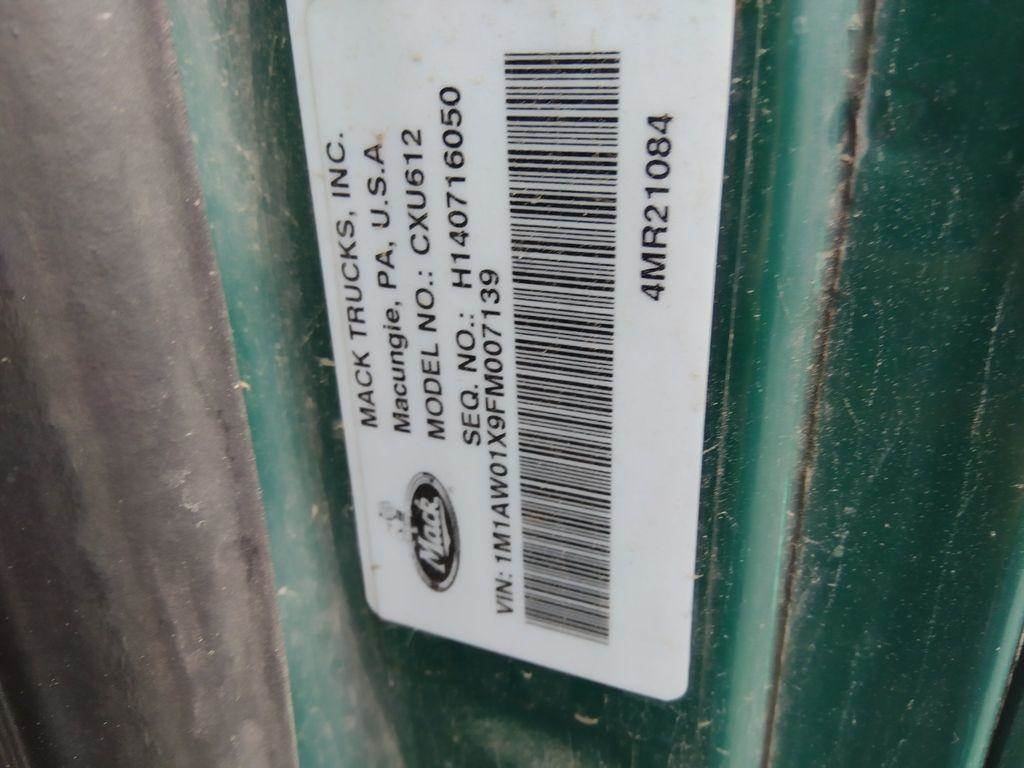 MACK TRUCKS, INC.
Macungie, PA, U.S.A.
MODEL NO.: CXU612
SEQ. NO.: H140716050
Mack
VIN: 1M1AW01X9FM007139
4MR21084